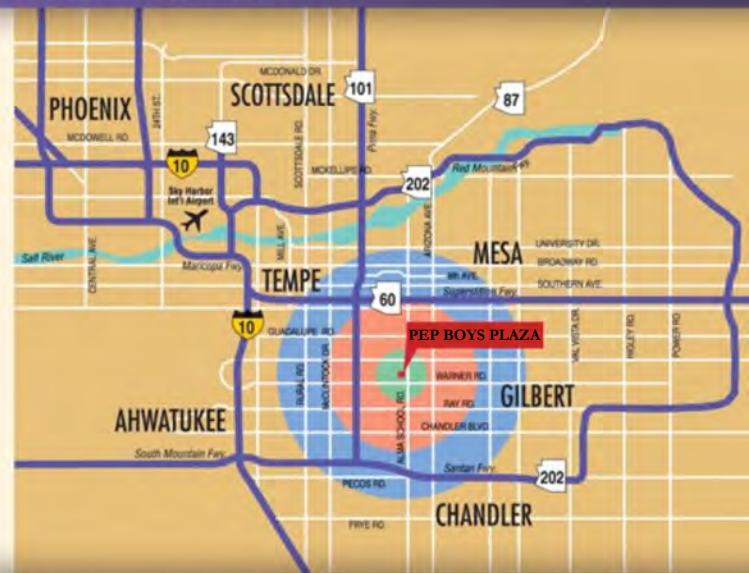 MCDONALD DR.
SCOTTSDALE
101
87
PHOENIX
24TH ST.
MCDOWELL RD.
143
SCOTTSDALE RD.
Pima Fwy.
10
MCKELLIPS RD.
Red Mountain
202
Sky Harbor
Int'l Airport
ARIZONA AVE.
MILL AVE.
CENTRAL AVE.
Salt River
Maricopa Fwy.
MESA
UNIVERSITY DR.
BROADWAY RD.
8th AVE.
SOUTHERN AVE.
TEMPE
60
Superstition Fwy.
10
GUADALUPE RD.
PEP BOYS PLAZA
VAL VISTA DR.
HIGLEY RD.
POWER RD.
RURAL RD.
McCLINTOCK DR.
WARNER RD.
GILBERT
RAY RD.
ALMA SCHOOL RD.
CHANDLER BLVD.
AHWATUKEE
South Mountain Fwy.
Santan Fwy.
202
PECOS RD.
CHANDLER
FRYE RD.